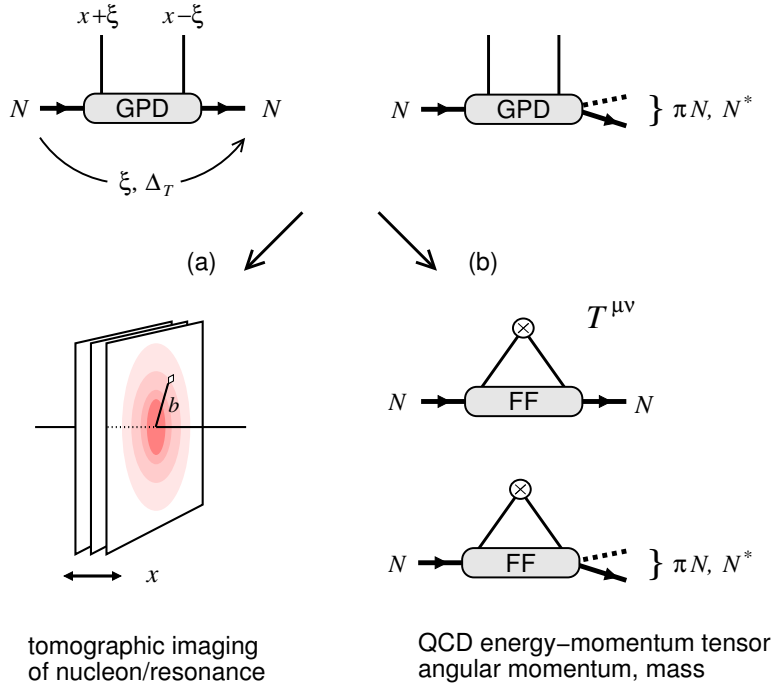 x+ξ x−ξ
N GPD N
ξ, Δ_T
N GPD } πN, N*
(a)
(b)
T^μν
b
N FF N
N FF } πN, N*
x
tomographic imaging
of nucleon/resonance
QCD energy−momentum tensor
angular momentum, mass